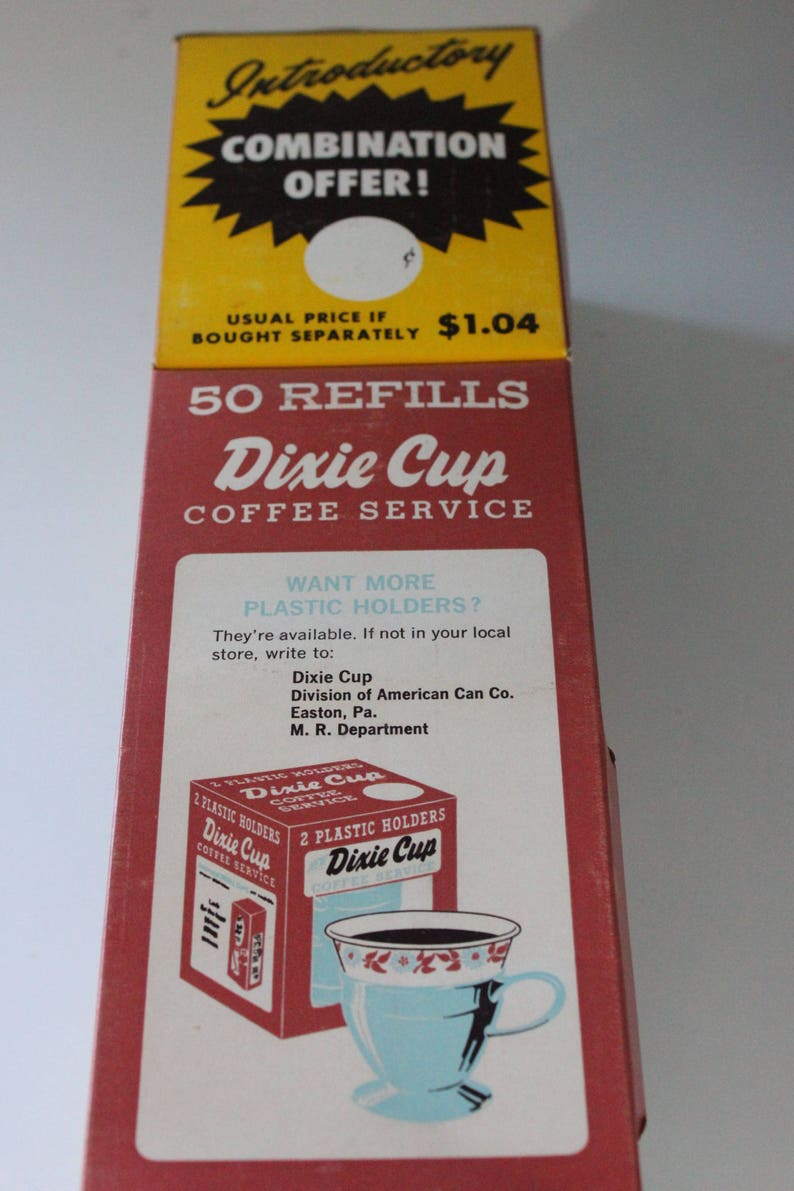 Introductory
COMBINATION
OFFER!
¢
USUAL PRICE IF
BOUGHT SEPARATELY $1.04
50 REFILLS
Dixie Cup
COFFEE SERVICE
WANT MORE
PLASTIC HOLDERS?
They're available. If not in your local
store, write to:
Dixie Cup
Division of American Can Co.
Easton, Pa.
M. R. Department
2 PLASTIC HOLDERS
Dixie Cup
COFFEE
SERVICE
2 PLASTIC HOLDERS
Dixie Cup
COFFEE SERVICE
2 PLASTIC HOLDERS
Dixie Cup
COFFEE SERVICE